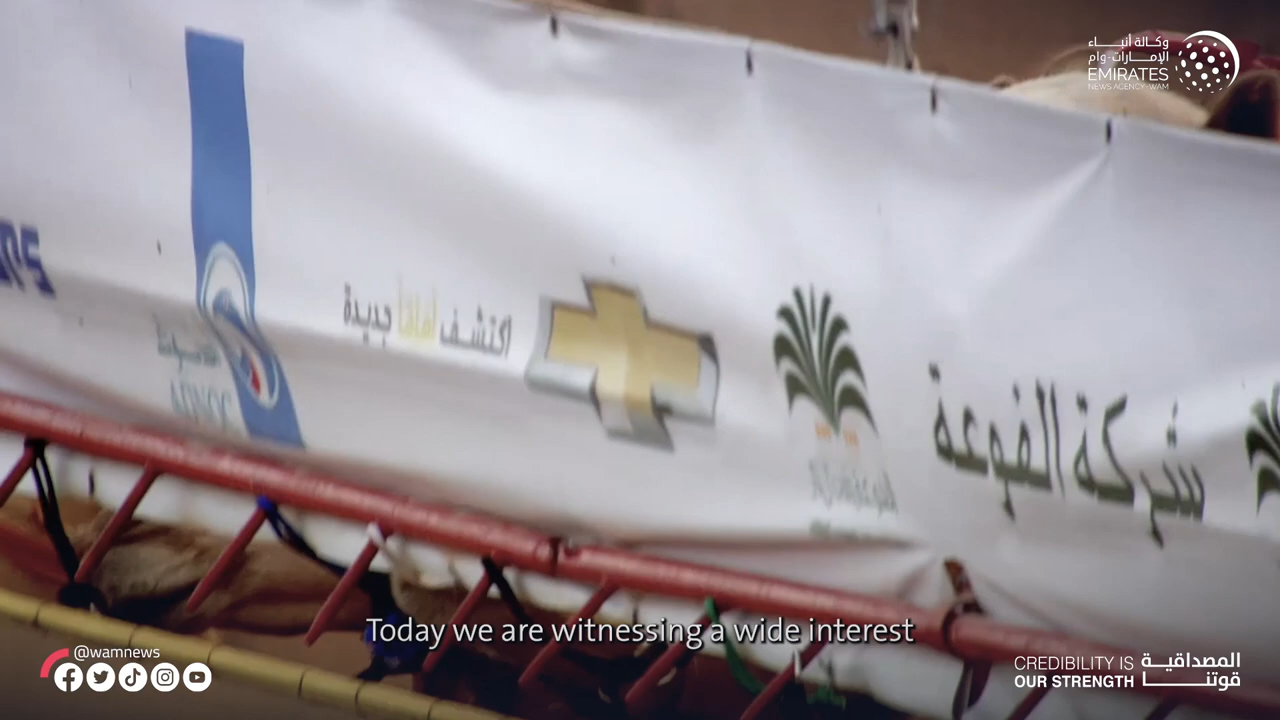 وكالة أنباء
الإمارات-وام
EMIRATES
NEWS AGENCY-WAM
اكتشف آفاقا جديدة
شركة الفوعة
ADNOC
Today we are witnessing a wide interest
@wamnews
CREDIBILITY IS
OUR STRENGTH
المصداقية
قوتنا